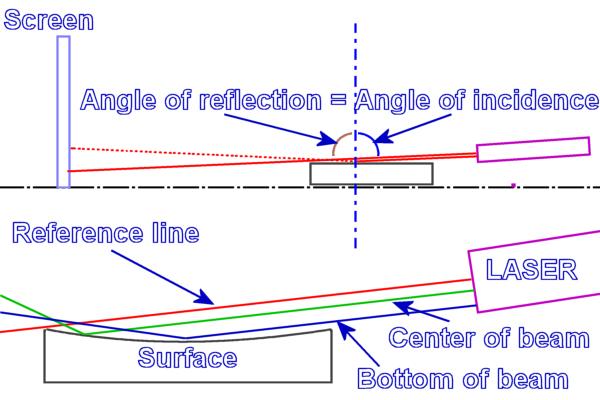 Screen
Angle of reflection = Angle of incidence
Reference line
LASER
Center of beam
Surface
Bottom of beam